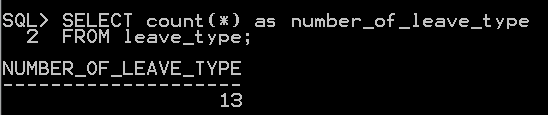 SQL> SELECT count(*) as number_of_leave_type
2 FROM leave_type;
NUMBER_OF_LEAVE_TYPE
--------------------
13